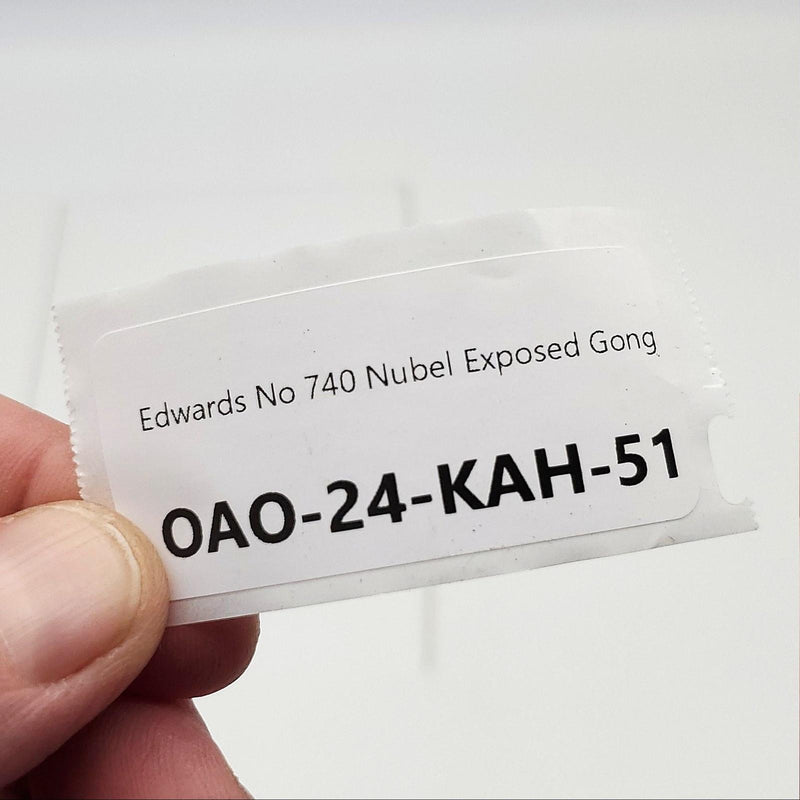 Edwards No 740 Nubel Exposed Gong
OAO-24-KAH-51